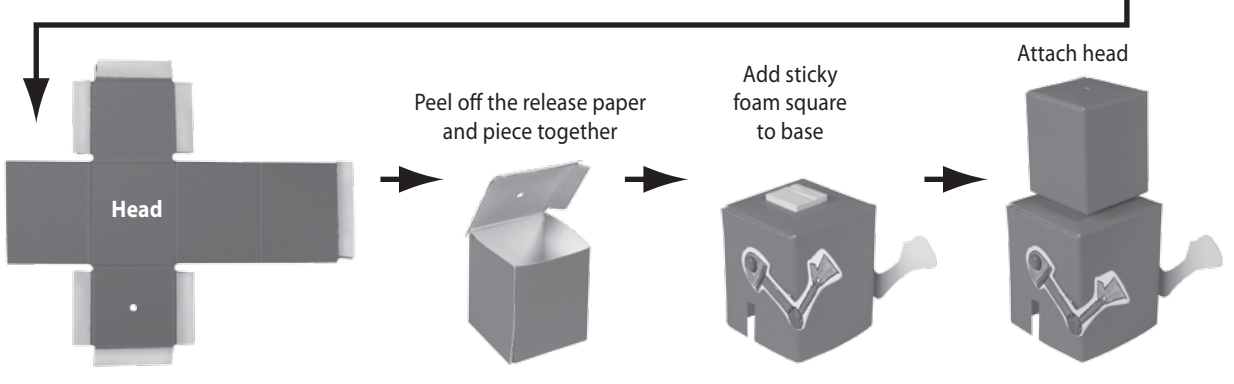 Head
Peel off the release paper
and piece together
Add sticky
foam square
to base
Attach head